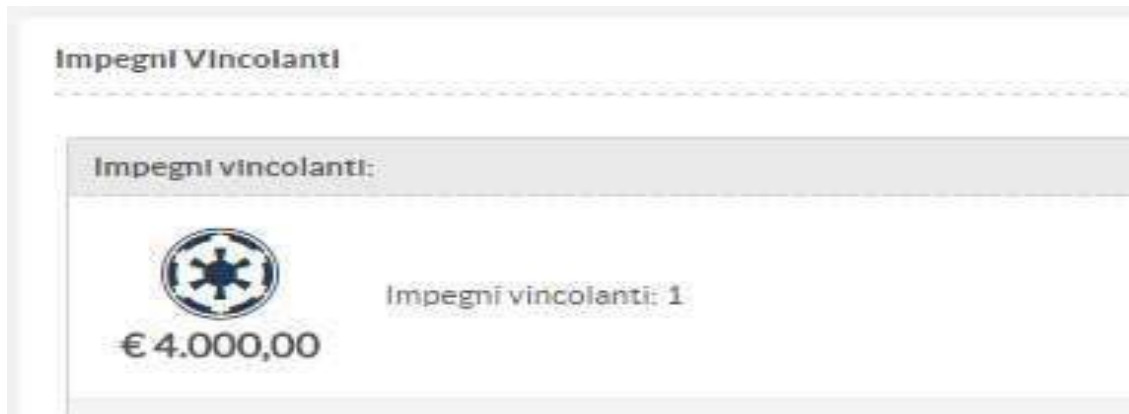 Impegni Vincolanti
Impegni vincolanti:
Impegni vincolanti: 1
€ 4.000,00